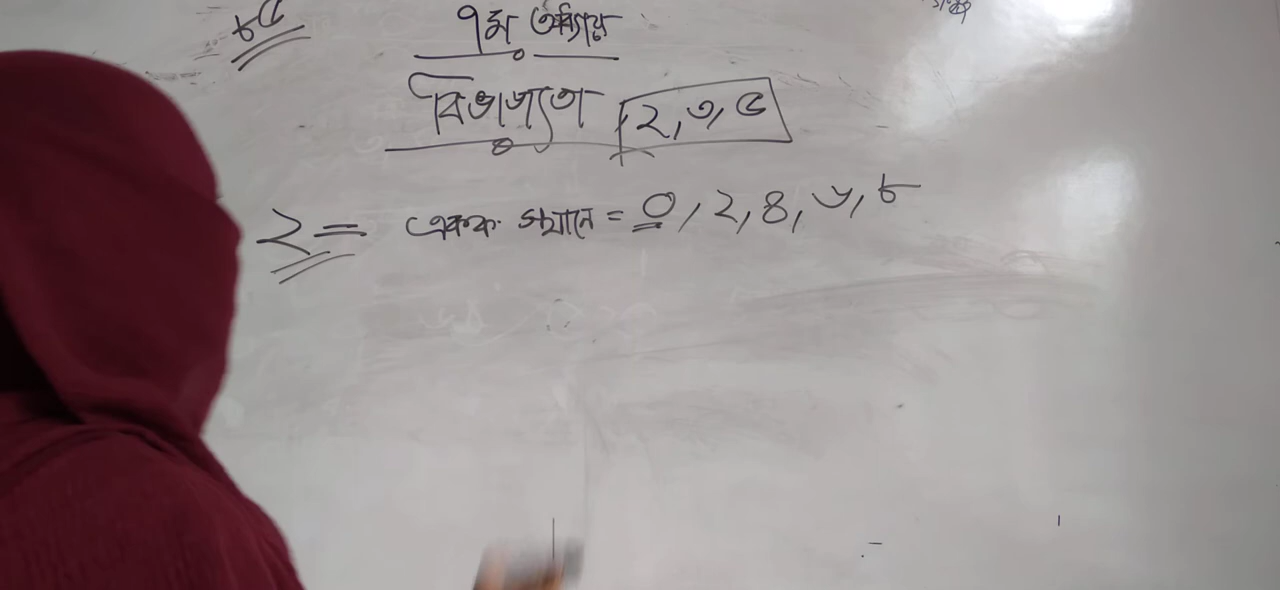 ৮৫
৭ম অধ্যায়
বিভাজ্যতা ২, ৩, ৫
২ = একক স্থানে = ০, ২, ৪, ৬, ৮